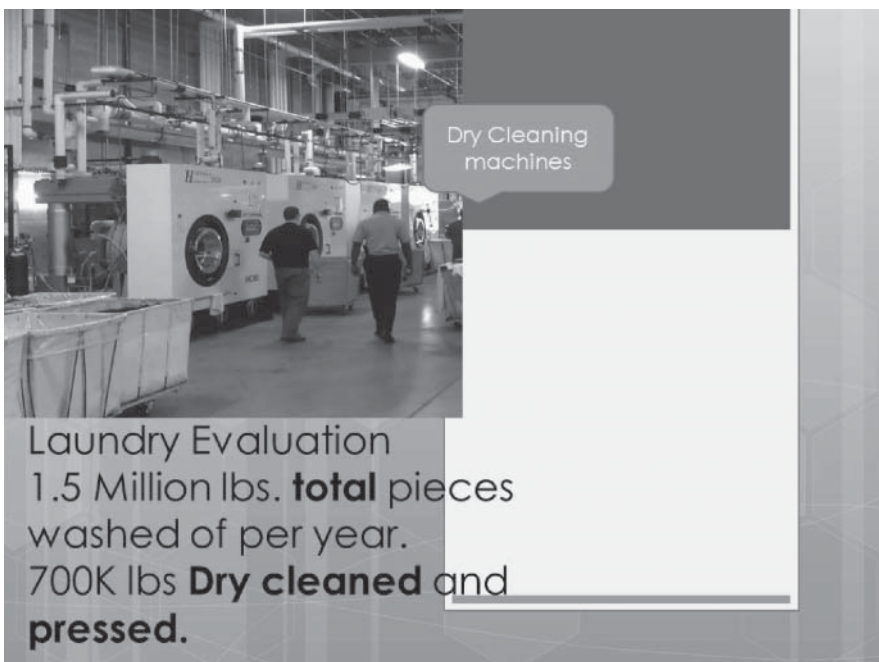 Dry Cleaning
machines
Laundry Evaluation
1.5 Million lbs. total pieces
washed of per year.
700K lbs Dry cleaned and
pressed.